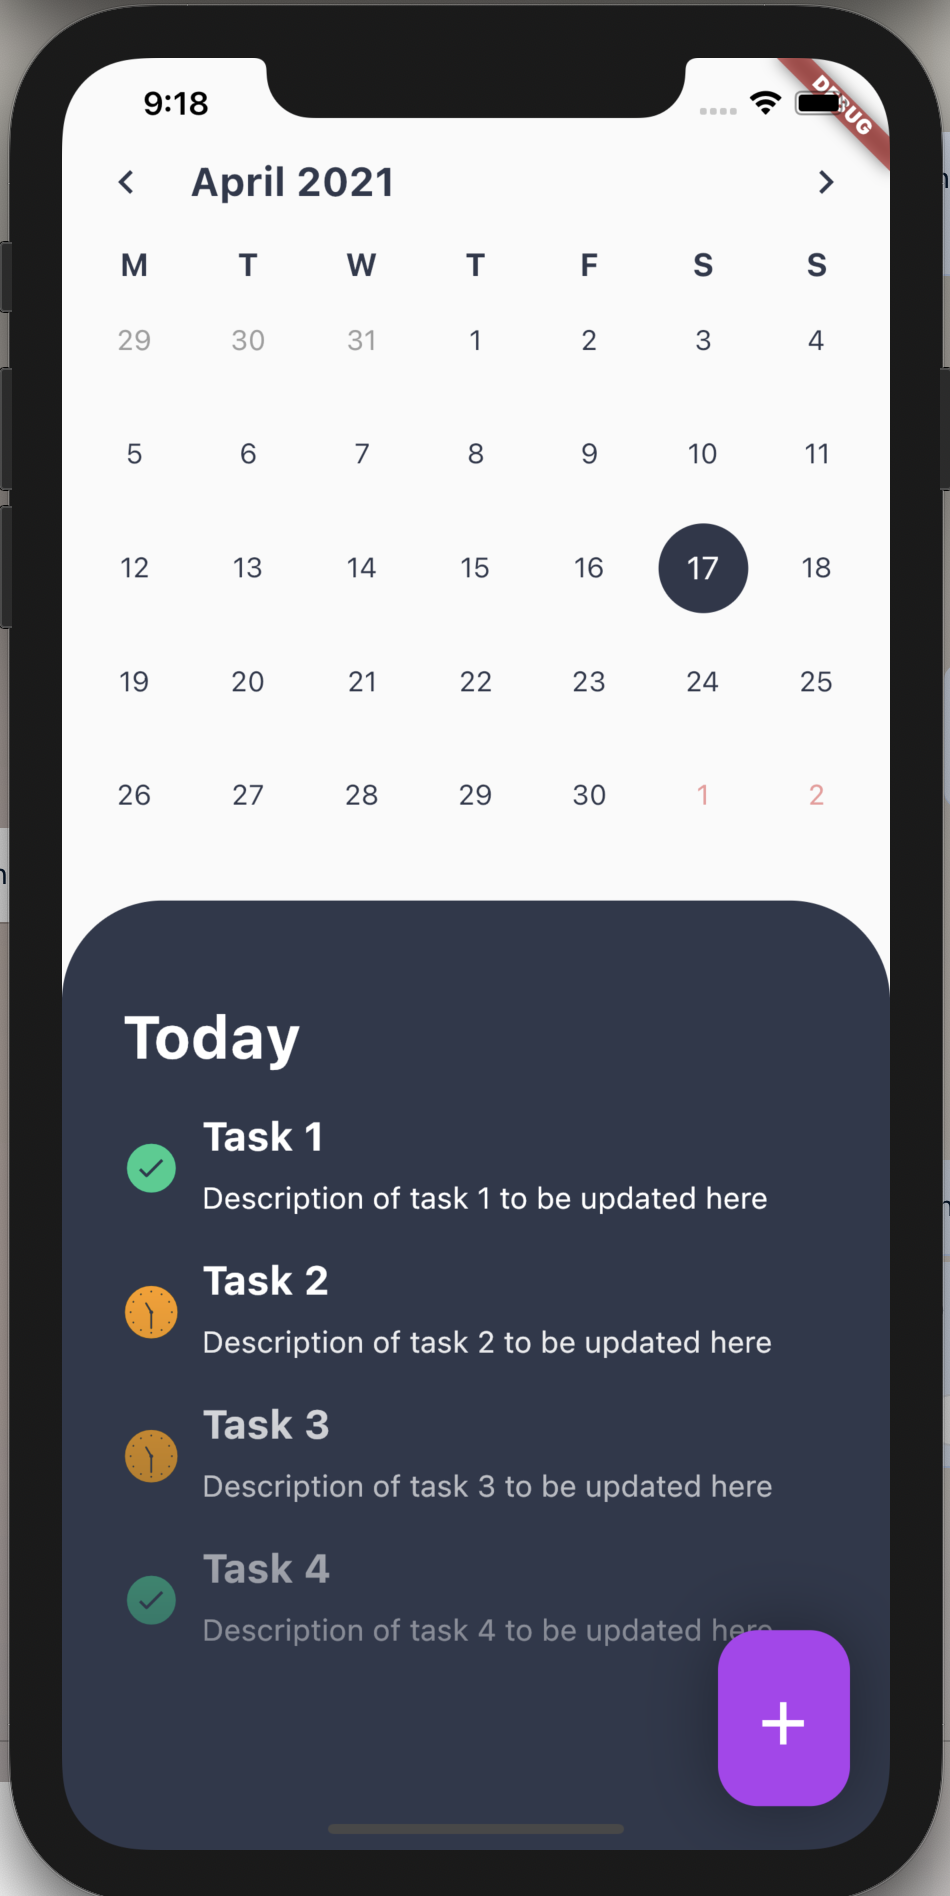 9:18
DEBUG
April 2021
M T W T F S S
29 30 31 1 2 3 4
5 6 7 8 9 10 11
12 13 14 15 16 17 18
19 20 21 22 23 24 25
26 27 28 29 30 1 2
Today
Task 1
Description of task 1 to be updated here
Task 2
Description of task 2 to be updated here
Task 3
Description of task 3 to be updated here
Task 4
Description of task 4 to be updated here
+